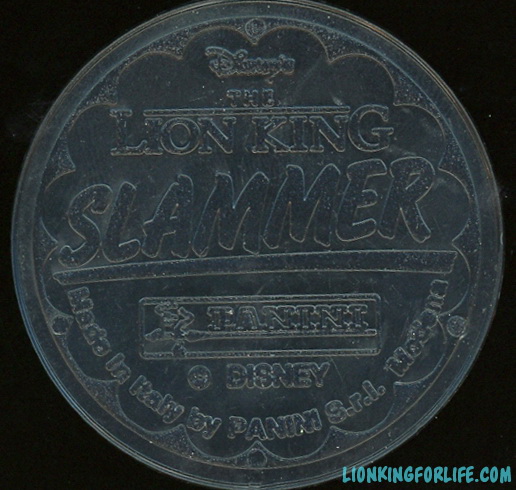 Disney's
THE
LION KING
SLAMMER
PANINI
© DISNEY
Made in Italy by PANINI S.r.l. Modena
LIONKINGFORLIFE.COM